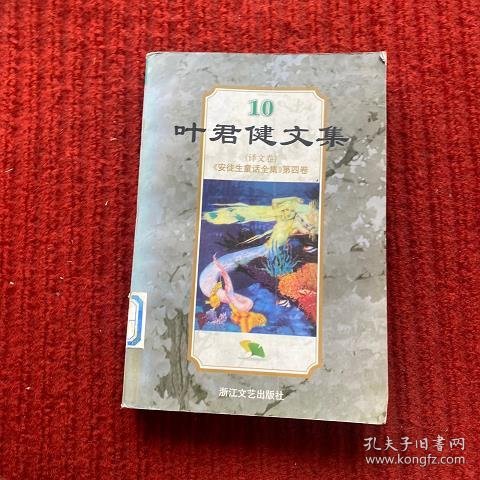 10
叶君健文集
(译文卷)
《安徒生童话全集》第四卷
浙江文艺出版社
孔夫子旧书网
www.kongfz.com